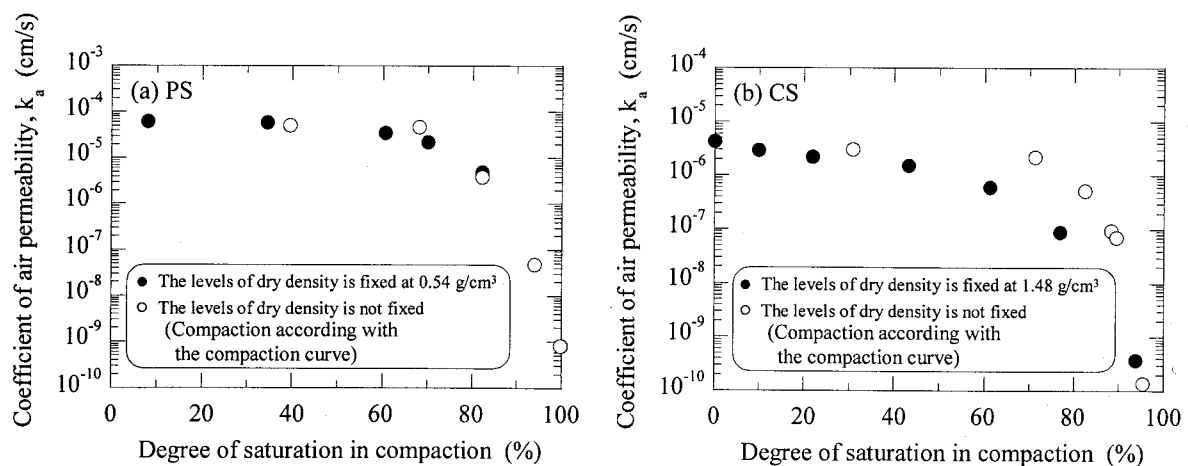 Coefficient of air permeability, k_a (cm/s)
10^-3
10^-4
10^-5
10^-6
10^-7
10^-8
10^-9
10^-10
(a) PS
● The levels of dry density is fixed at 0.54 g/cm³
○ The levels of dry density is not fixed
(Compaction according with
the compaction curve)
0 20 40 60 80 100
Degree of saturation in compaction (%)
Coefficient of air permeability, k_a (cm/s)
10^-4
10^-5
10^-6
10^-7
10^-8
10^-9
10^-10
(b) CS
● The levels of dry density is fixed at 1.48 g/cm³
○ The levels of dry density is not fixed
(Compaction according with
the compaction curve)
0 20 40 60 80 100
Degree of saturation in compaction (%)